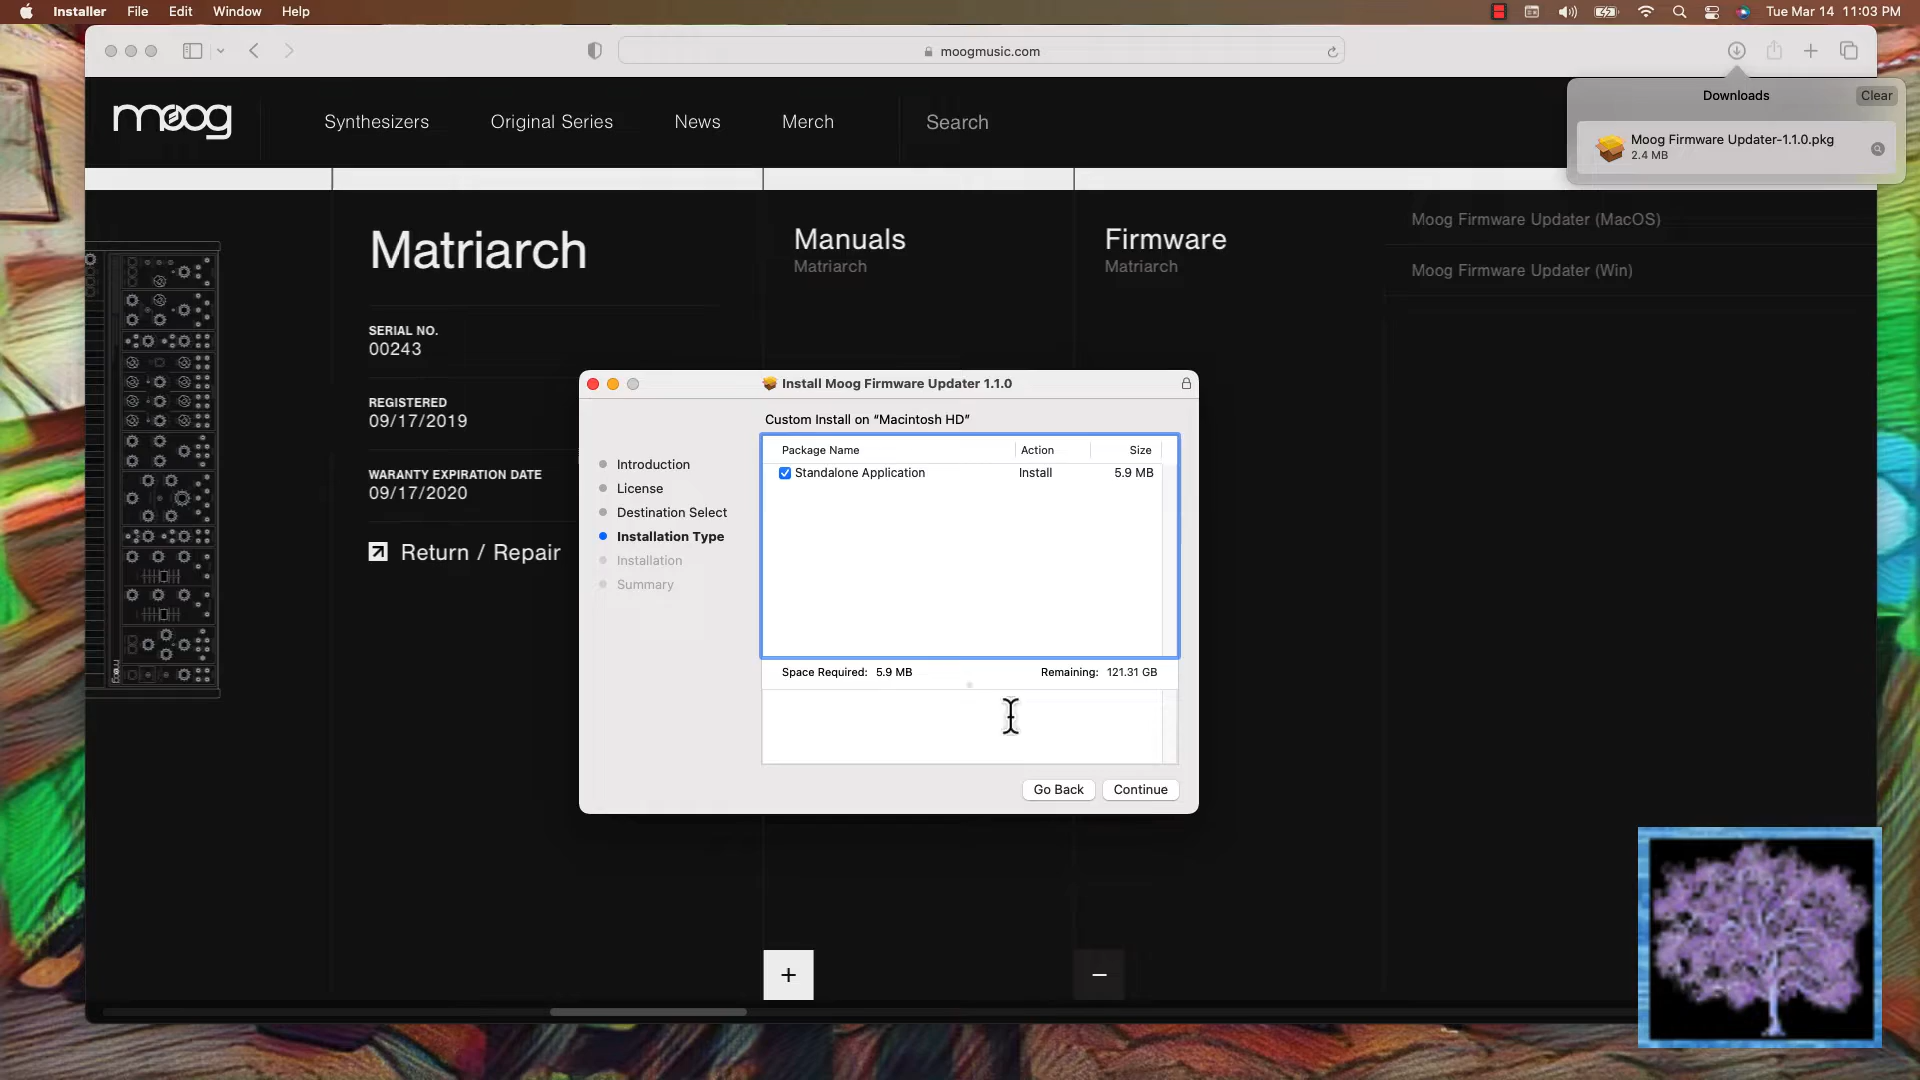 Installer File Edit Window Help
Tue Mar 14 11:03 PM
moogmusic.com
Downloads
Clear
Moog Firmware Updater-1.1.0.pkg
2.4 MB
moog
Synthesizers
Original Series
News
Merch
Search
Matriarch
SERIAL NO.
00243
REGISTERED
09/17/2019
WARANTY EXPIRATION DATE
09/17/2020
Return / Repair
Manuals
Matriarch
Firmware
Matriarch
Moog Firmware Updater (MacOS)
Moog Firmware Updater (Win)
Install Moog Firmware Updater 1.1.0
Introduction
License
Destination Select
Installation Type
Installation
Summary
Custom Install on “Macintosh HD”
Package Name Action Size
Standalone Application Install 5.9 MB
Space Required: 5.9 MB Remaining: 121.31 GB
Go Back
Continue
moog